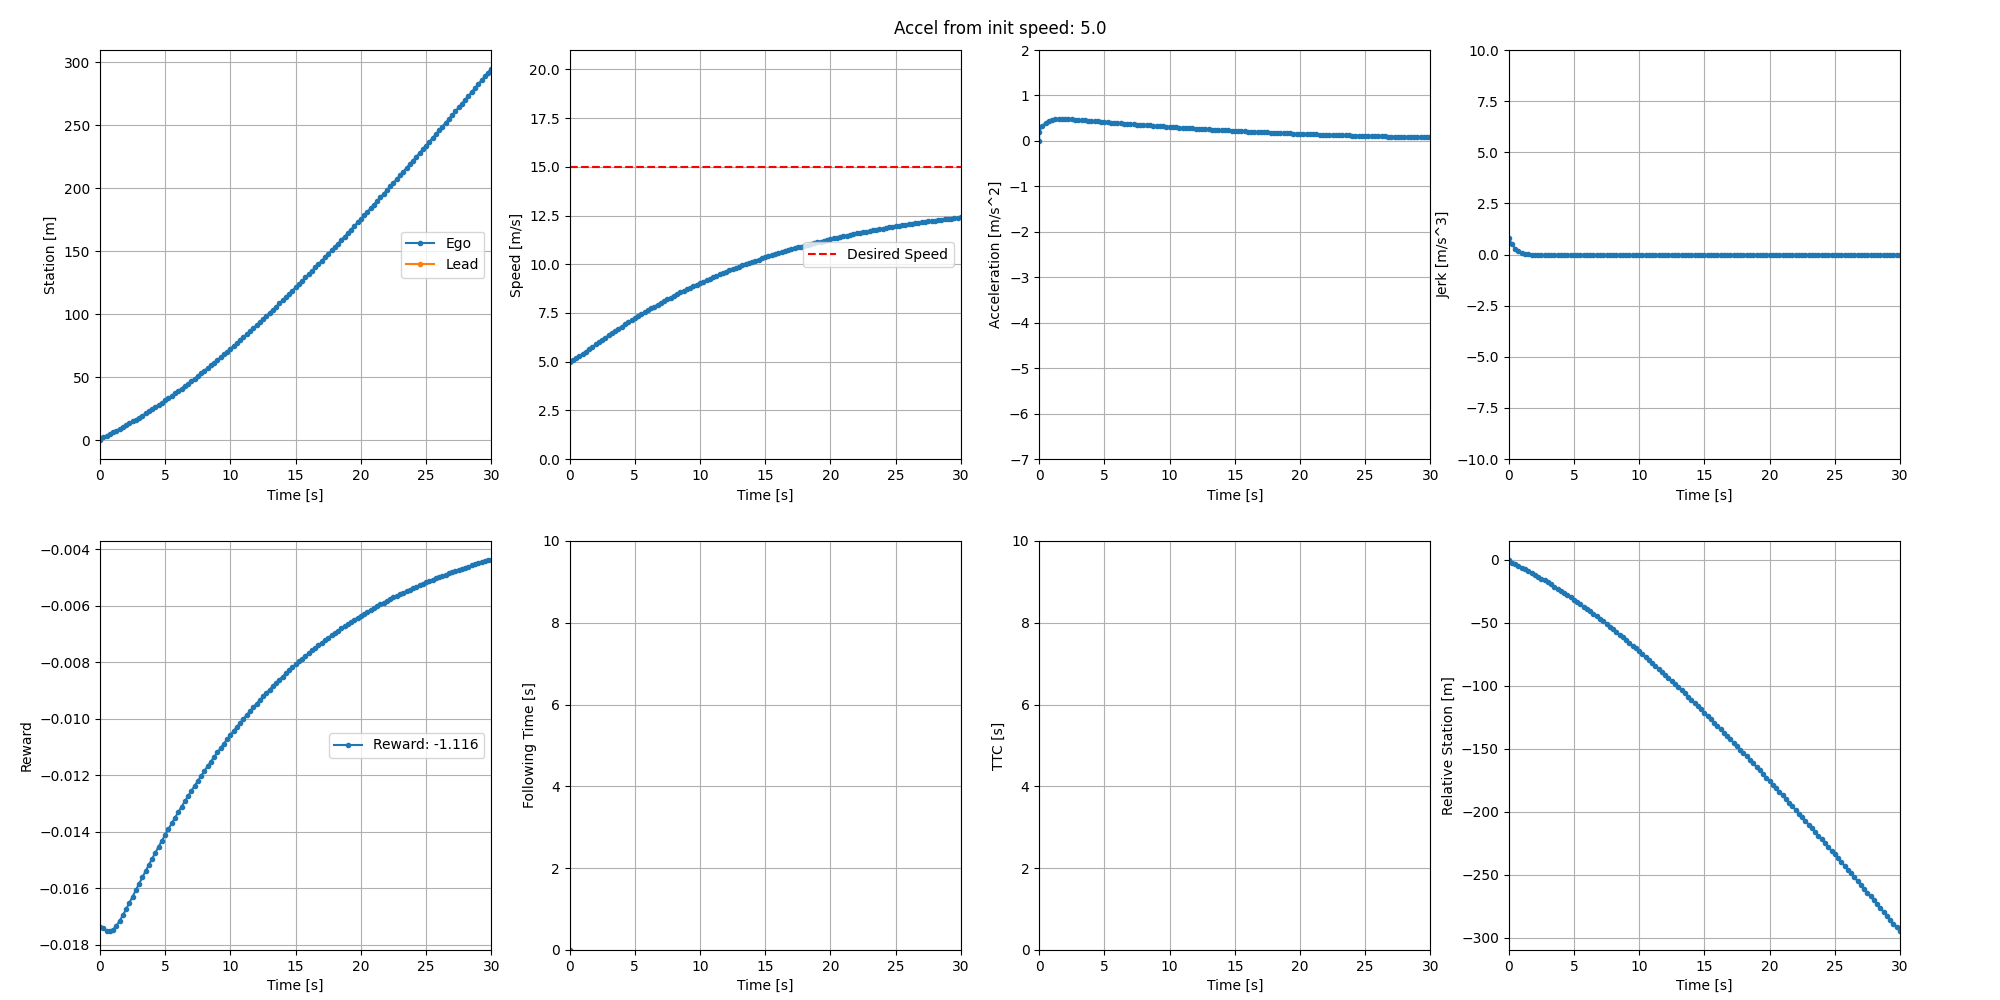 Accel from init speed: 5.0
Station [m]
300
250
200
150
100
50
0
Ego
Lead
0 5 10 15 20 25 30
Time [s]
Speed [m/s]
20.0
17.5
15.0
12.5
10.0
7.5
5.0
2.5
0.0
Desired Speed
0 5 10 15 20 25 30
Time [s]
Acceleration [m/s^2]
2
1
0
−1
−2
−3
−4
−5
−6
−7
0 5 10 15 20 25 30
Time [s]
Jerk [m/s^3]
10.0
7.5
5.0
2.5
0.0
−2.5
−5.0
−7.5
−10.0
0 5 10 15 20 25 30
Time [s]
Reward
−0.004
−0.006
−0.008
−0.010
−0.012
−0.014
−0.016
−0.018
Reward: -1.116
0 5 10 15 20 25 30
Time [s]
Following Time [s]
10
8
6
4
2
0
0 5 10 15 20 25 30
Time [s]
TTC [s]
10
8
6
4
2
0
0 5 10 15 20 25 30
Time [s]
Relative Station [m]
0
−50
−100
−150
−200
−250
−300
0 5 10 15 20 25 30
Time [s]